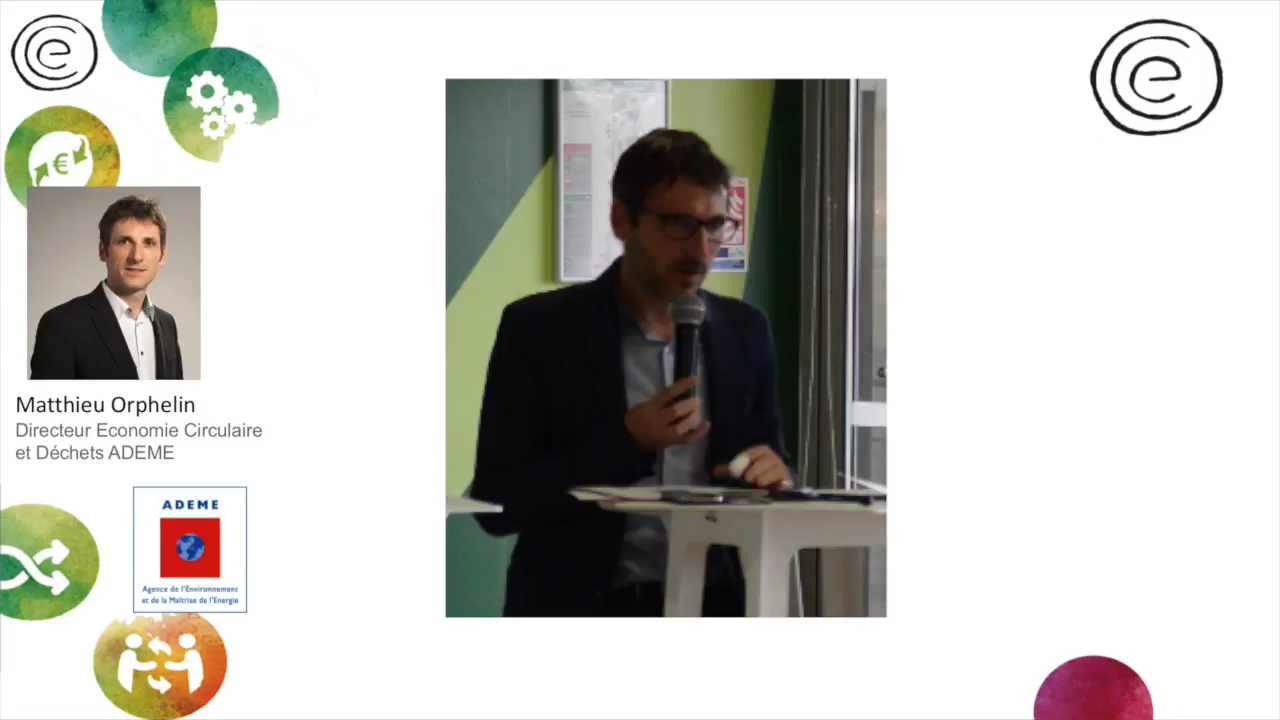 Matthieu Orphelin
Directeur Economie Circulaire
et Déchets ADEME
ADEME
Agence de l'Environnement
et de la Maîtrise de l'Energie